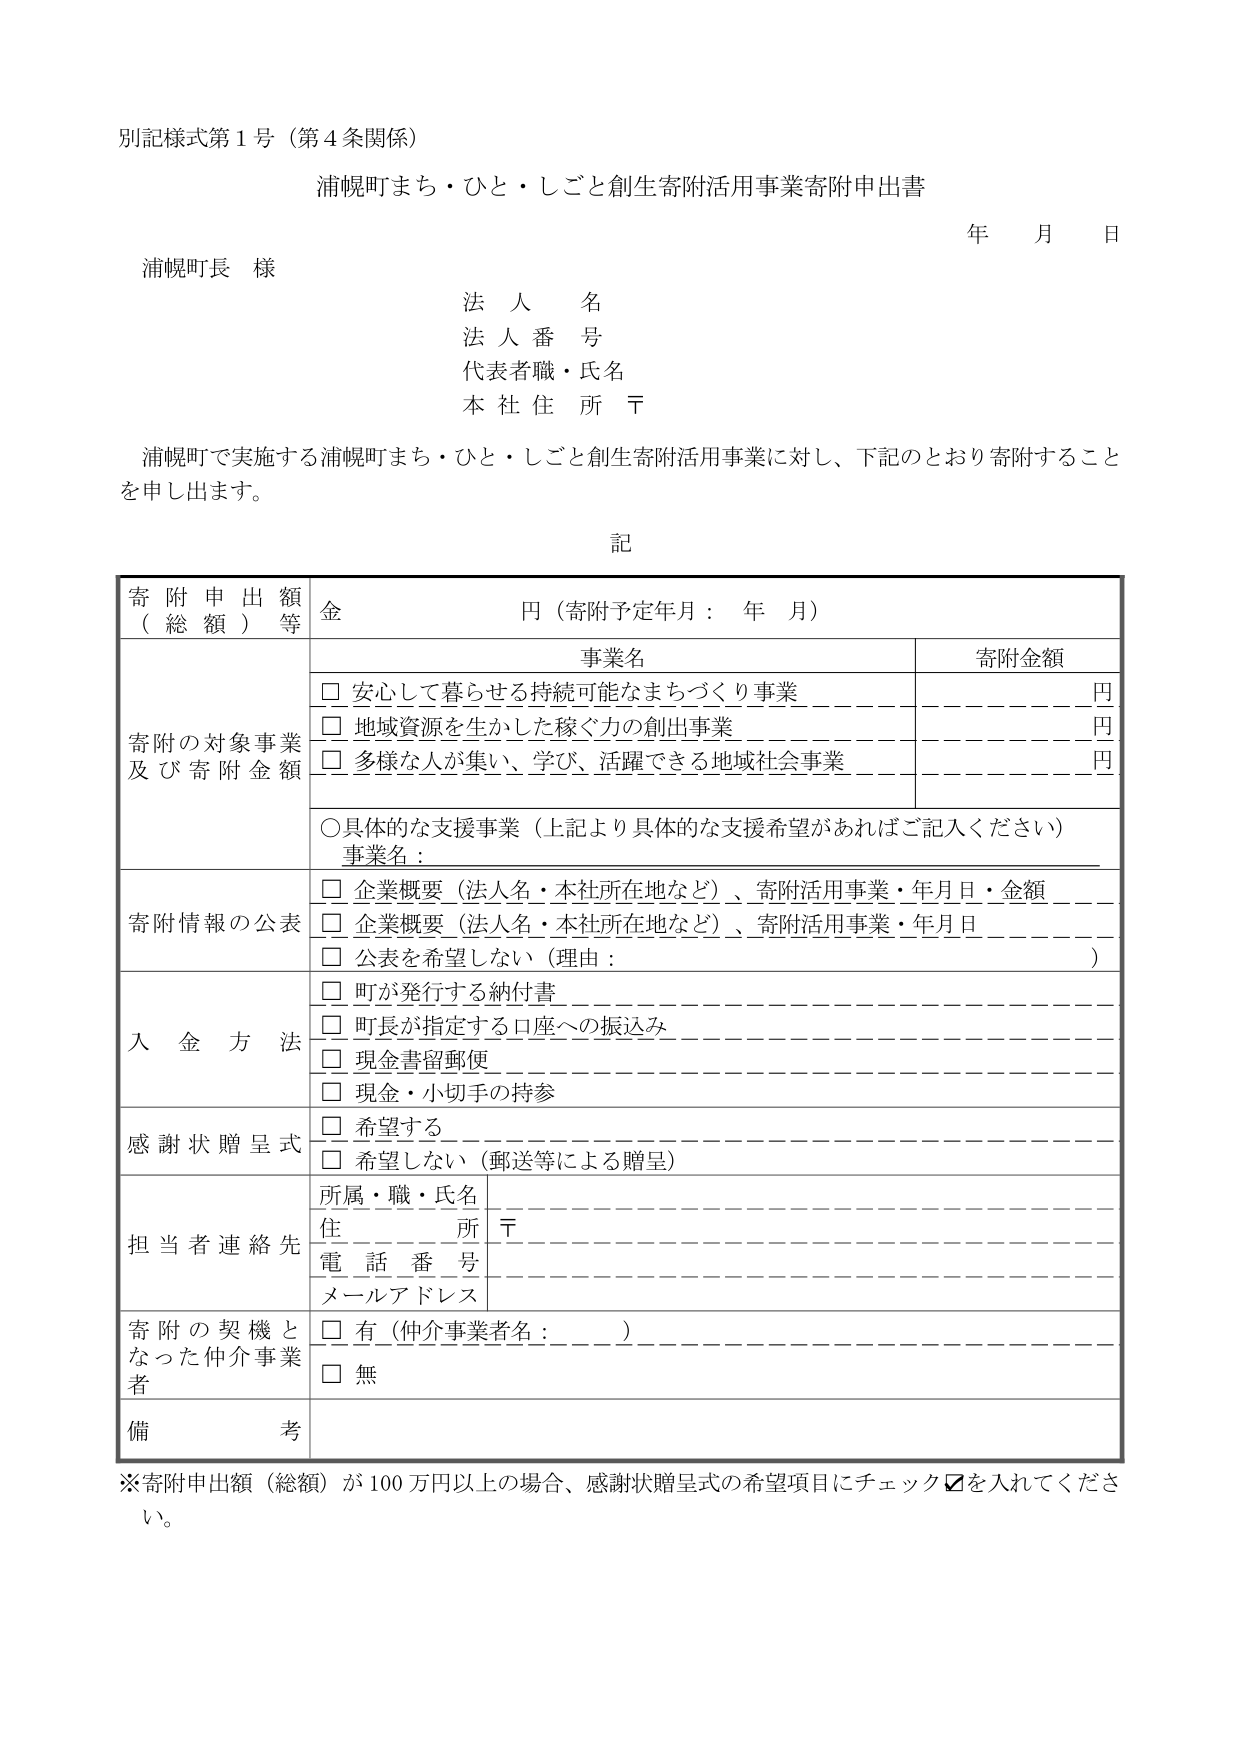 別記様式第１号（第４条関係）
浦幌町まち・ひと・しごと創生寄附活用事業寄附申出書
年　　月　　日
浦幌町長　様
法　人　　名
法 人 番　号
代表者職・氏名
本 社 住　所　〒
浦幌町で実施する浦幌町まち・ひと・しごと創生寄附活用事業に対し、下記のとおり寄附すること
を申し出ます。
記
寄附申出額
（総額）等
金　　　　　　　　円（寄附予定年月：　年　月）
事業名
寄附金額
寄附の対象事業
及び寄附金額
□ 安心して暮らせる持続可能なまちづくり事業
円
□ 地域資源を生かした稼ぐ力の創出事業
円
□ 多様な人が集い、学び、活躍できる地域社会事業
円
○具体的な支援事業（上記より具体的な支援希望があればご記入ください）
事業名：
寄附情報の公表
□ 企業概要（法人名・本社所在地など）、寄附活用事業・年月日・金額
□ 企業概要（法人名・本社所在地など）、寄附活用事業・年月日
□ 公表を希望しない（理由：　　　　　　　　　　）
入　金　方　法
□ 町が発行する納付書
□ 町長が指定する口座への振込み
□ 現金書留郵便
□ 現金・小切手の持参
感謝状贈呈式
□ 希望する
□ 希望しない（郵送等による贈呈）
担当者連絡先
所属・職・氏名
住　　　　　所
〒
電　話　番　号
メールアドレス
寄附の契機と
なった仲介事業
者
□ 有（仲介事業者名：　　　）
□ 無
備　　　　　考
※寄附申出額（総額）が 100 万円以上の場合、感謝状贈呈式の希望項目にチェック☑を入れてくださ
い。